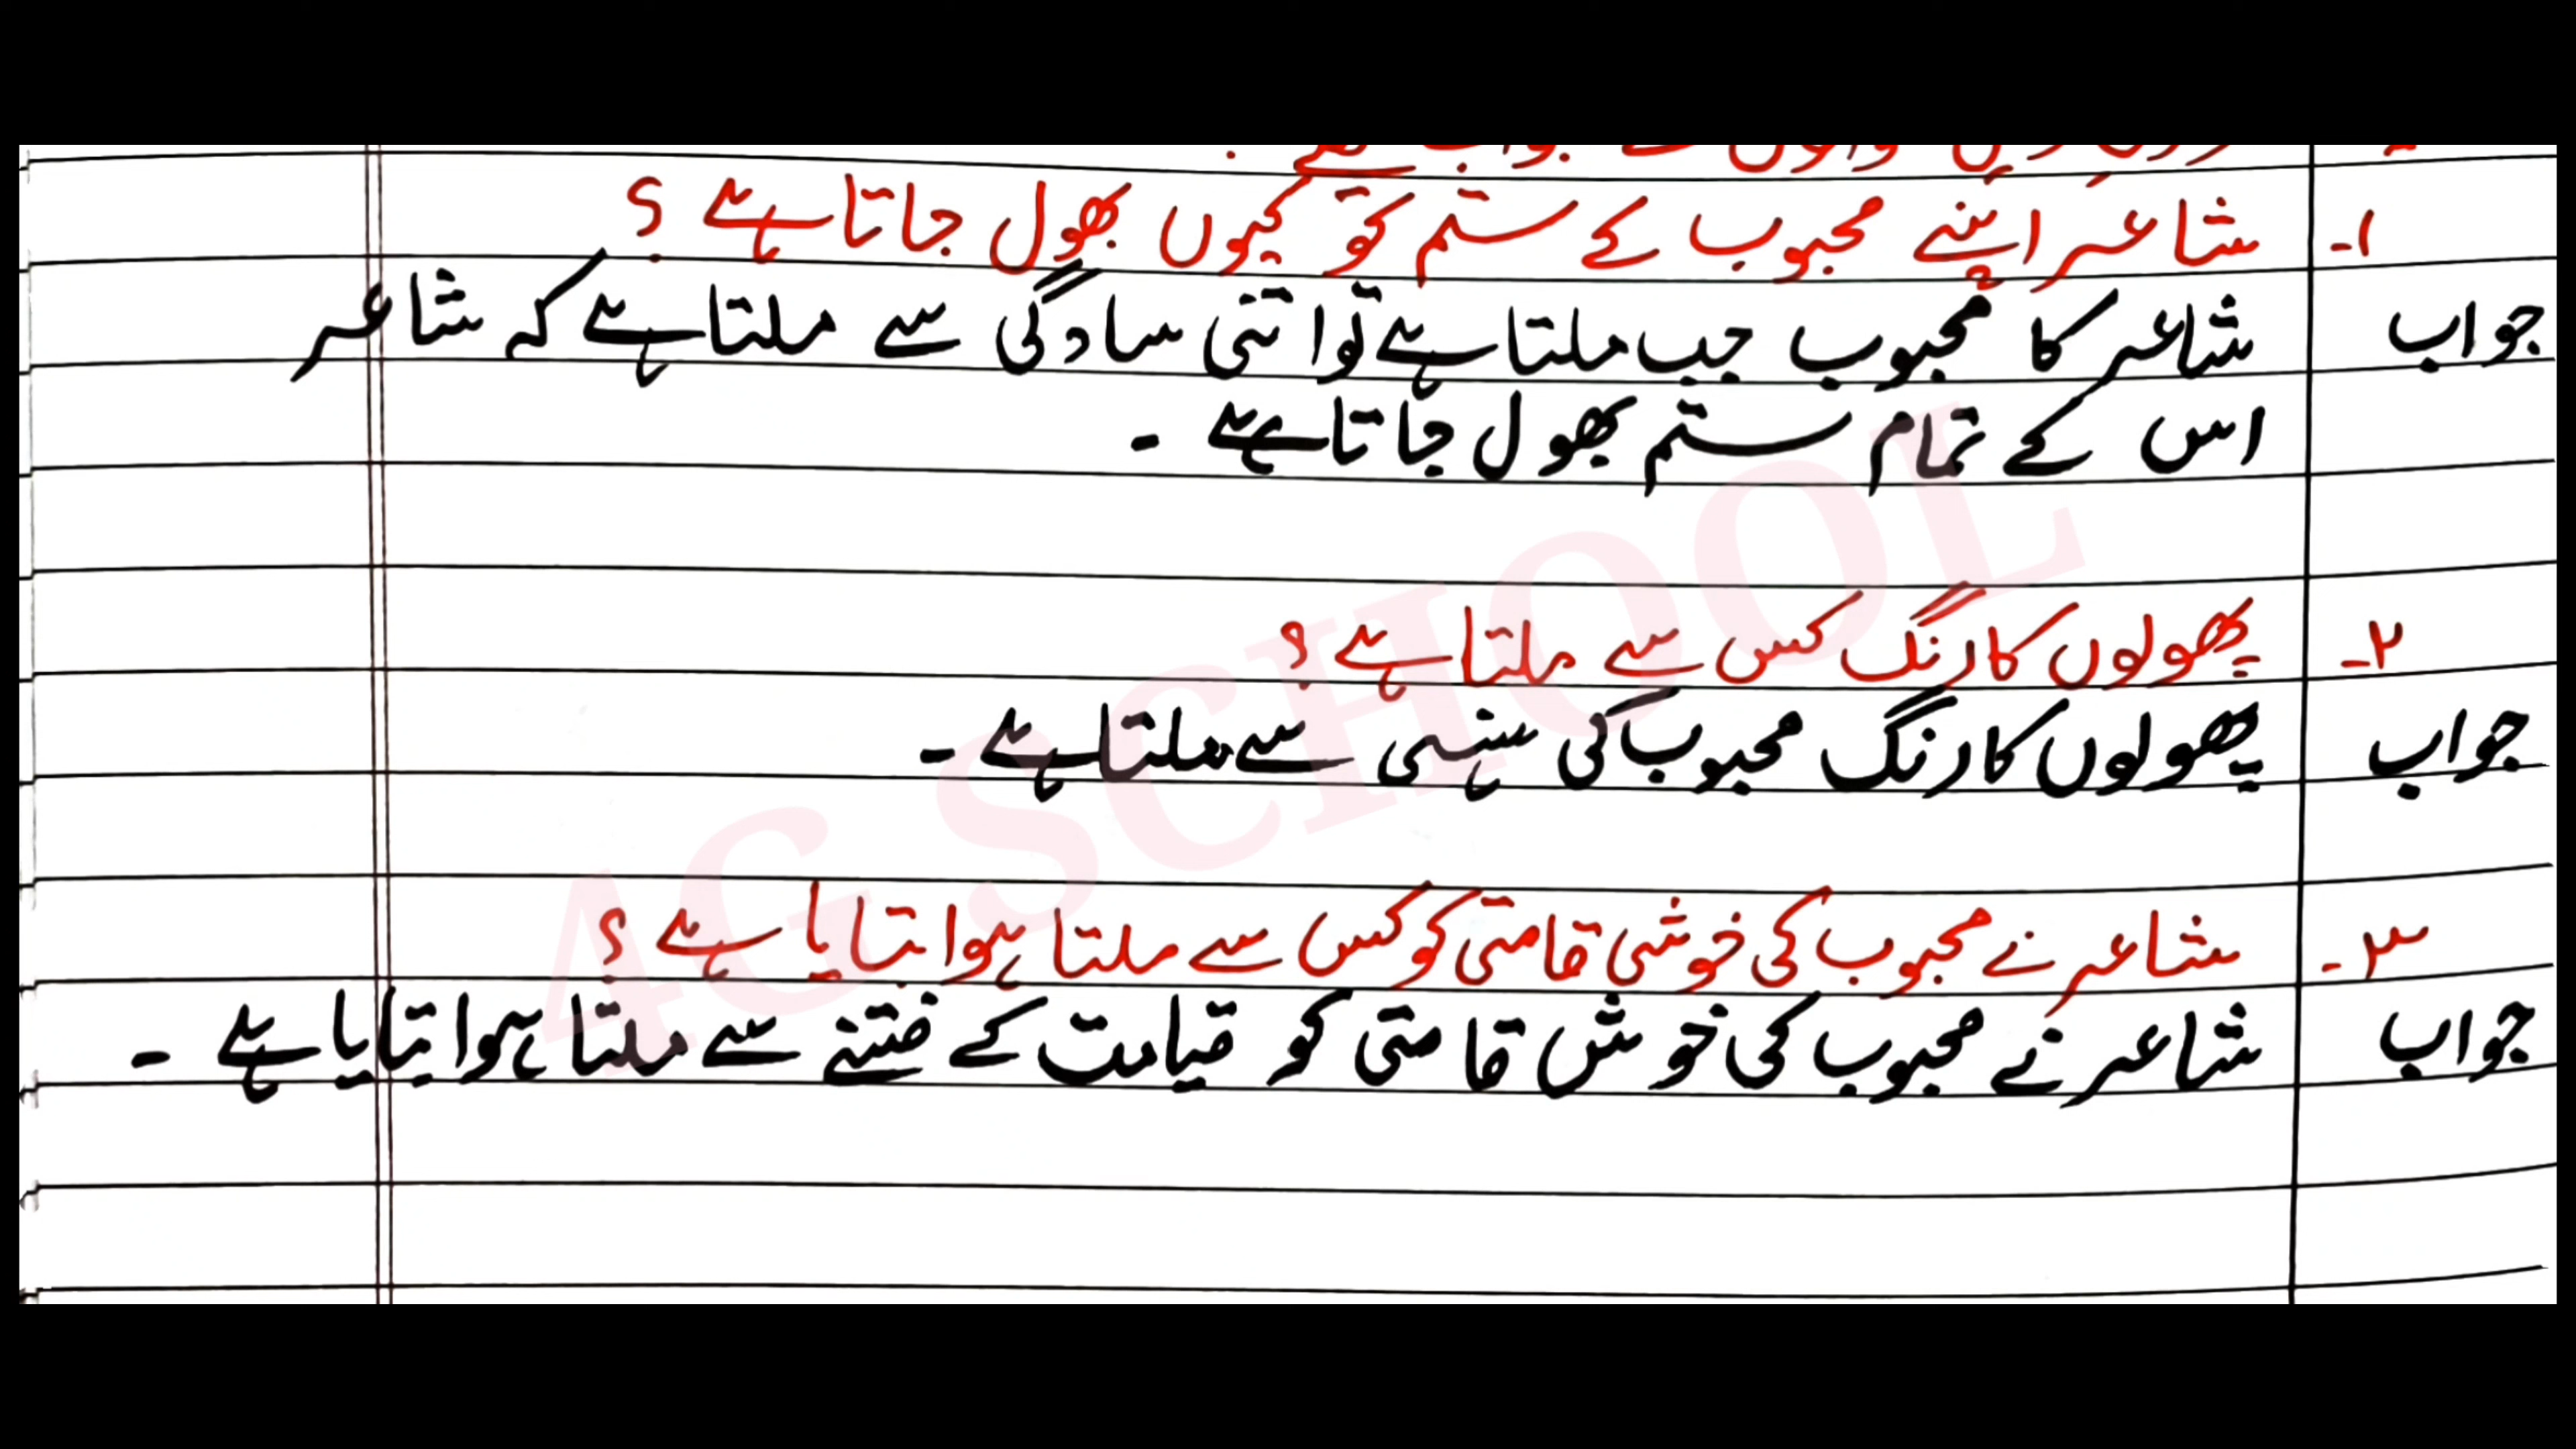 ۱- شاعر اپنے محبوب کے ستم کو کیوں بھول جاتا ہے ؟
جواب شاعر کا محبوب جب ملتا ہے تو اتنی سادگی سے ملتا ہے کہ شاعر
اس کے تمام ستم بھول جاتا ہے ۔
۲- پھولوں کا رنگ کس سے ملتا ہے ؟
جواب پھولوں کا رنگ محبوب کی ہنسی سے ملتا ہے ۔
۳- شاعر نے محبوب کی خوشی قامتی کو کس سے ملتا ہوا بتایا ہے ؟
جواب شاعر نے محبوب کی خوش قامتی کو قیامت کے فتنے سے ملتا ہوا بتایا ہے ۔
4G SCHOOL